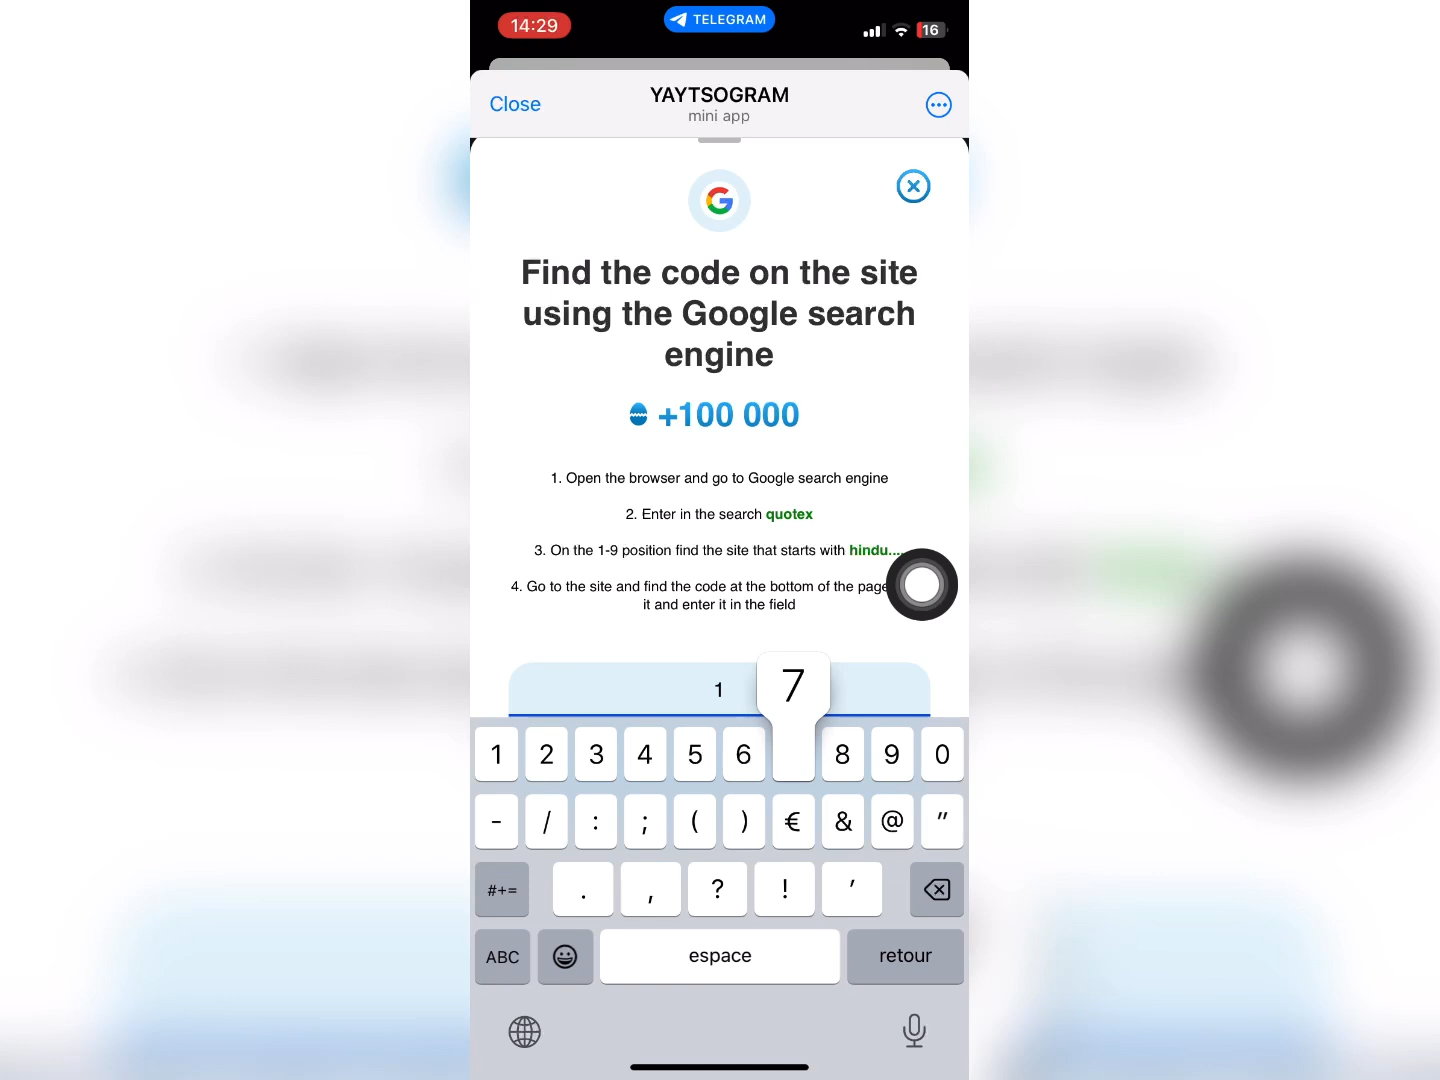 14:29
TELEGRAM
16
Close
YAYTSOGRAM
mini app
Find the code on the site
using the Google search
engine
+100 000
1. Open the browser and go to Google search engine
2. Enter in the search quotex
3. On the 1-9 position find the site that starts with hindu....
4. Go to the site and find the code at the bottom of the page
it and enter it in the field
1
7
1 2 3 4 5 6 8 9 0
- / : ; ( ) € & @ "
#+= . , ? ! '
ABC espace retour